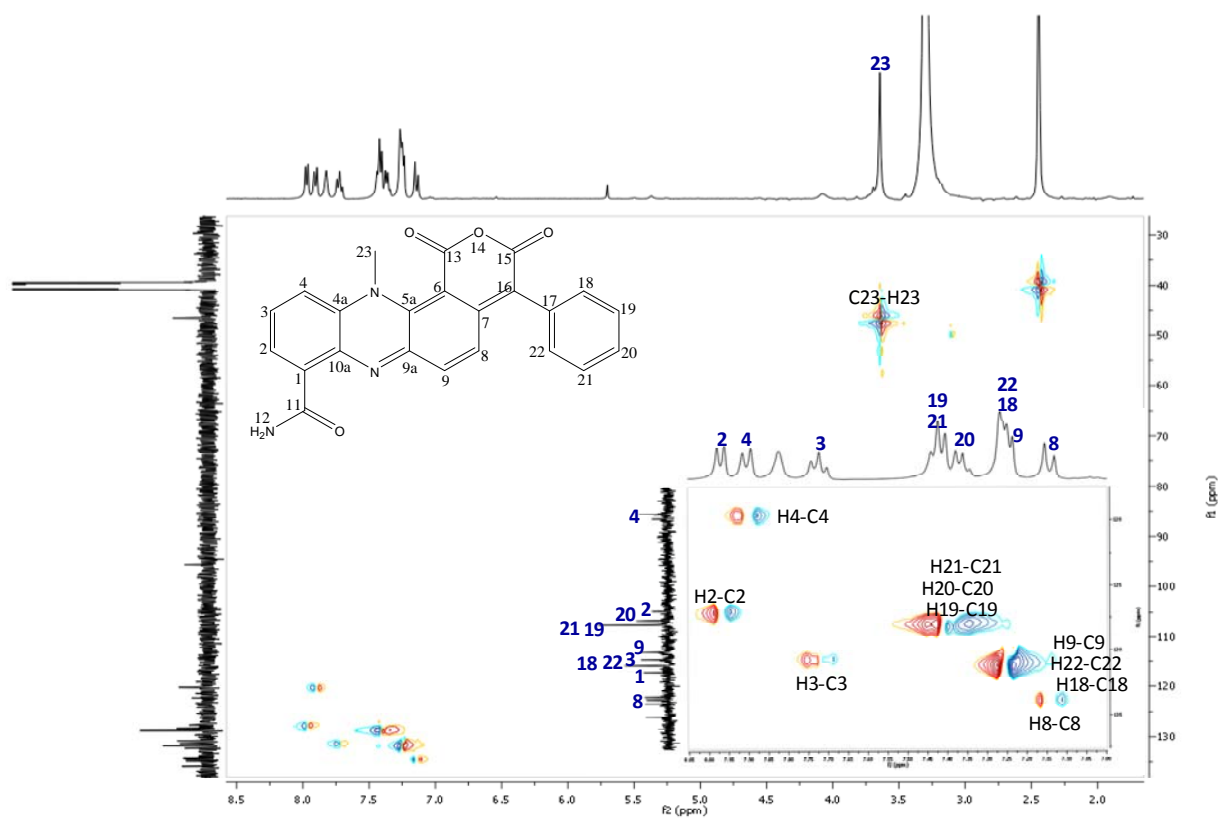 23
O
O
O
14
23
13
15
4
6
16
18
3
4a
N
5a
17
19
7
2
22
20
10a
N
9a
8
21
1
9
11
12
H₂N
O
C23-H23
30
40
50
60
70
80
90
100
110
120
130
f1 (ppm)
2
4
3
19
21
20
22
18
9
8
4
H4-C4
H2-C2
H21-C21
H20-C20
H19-C19
H3-C3
H9-C9
H22-C22
H18-C18
H8-C8
20 2
21 19
9
18 22 3
1
8
8.5 8.0 7.5 7.0 6.5 6.0 5.5 5.0 4.5 4.0 3.5 3.0 2.5 2.0
f2 (ppm)